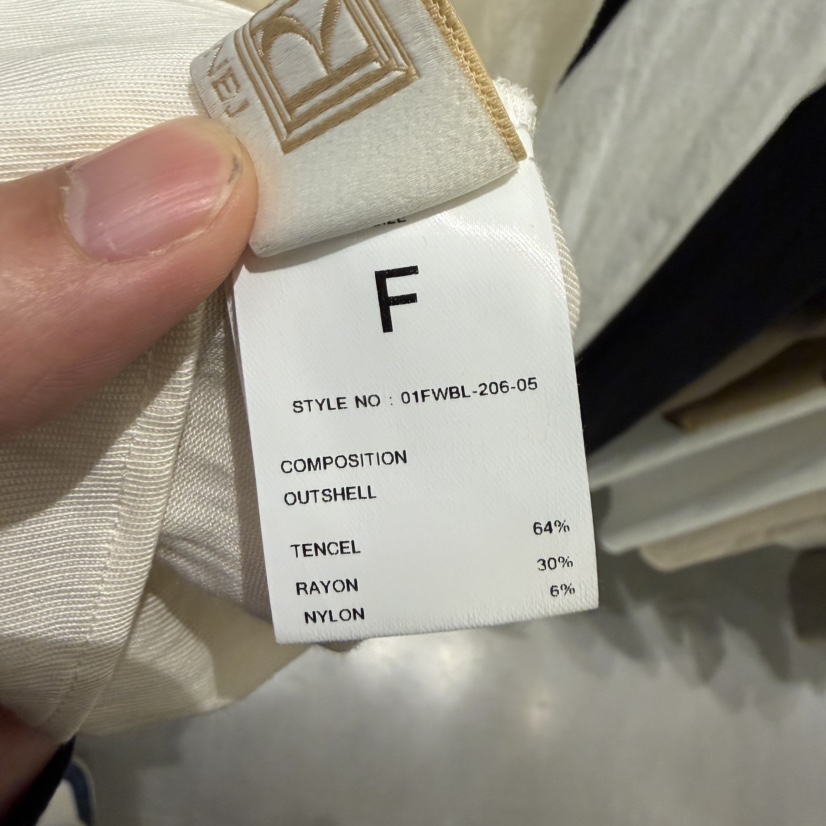 R
F
STYLE NO : 01FWBL-206-05
COMPOSITION
OUTSHELL
TENCEL 64%
RAYON 30%
NYLON 6%